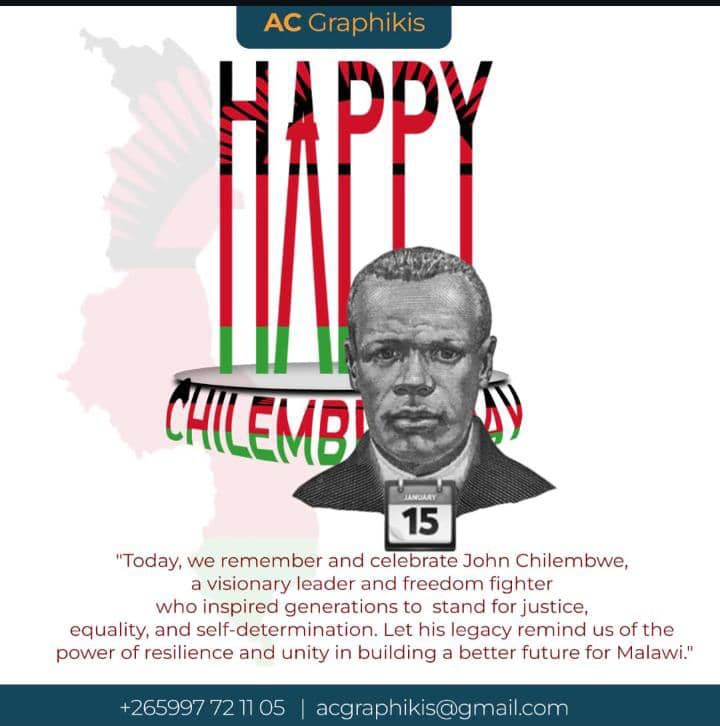 AC Graphikis
HAPPY
CHILEMB AY
JANUARY
15
"Today, we remember and celebrate John Chilembwe,
a visionary leader and freedom fighter
who inspired generations to stand for justice,
equality, and self-determination. Let his legacy remind us of the
power of resilience and unity in building a better future for Malawi."
+265997 72 11 05 | acgraphikis@gmail.com